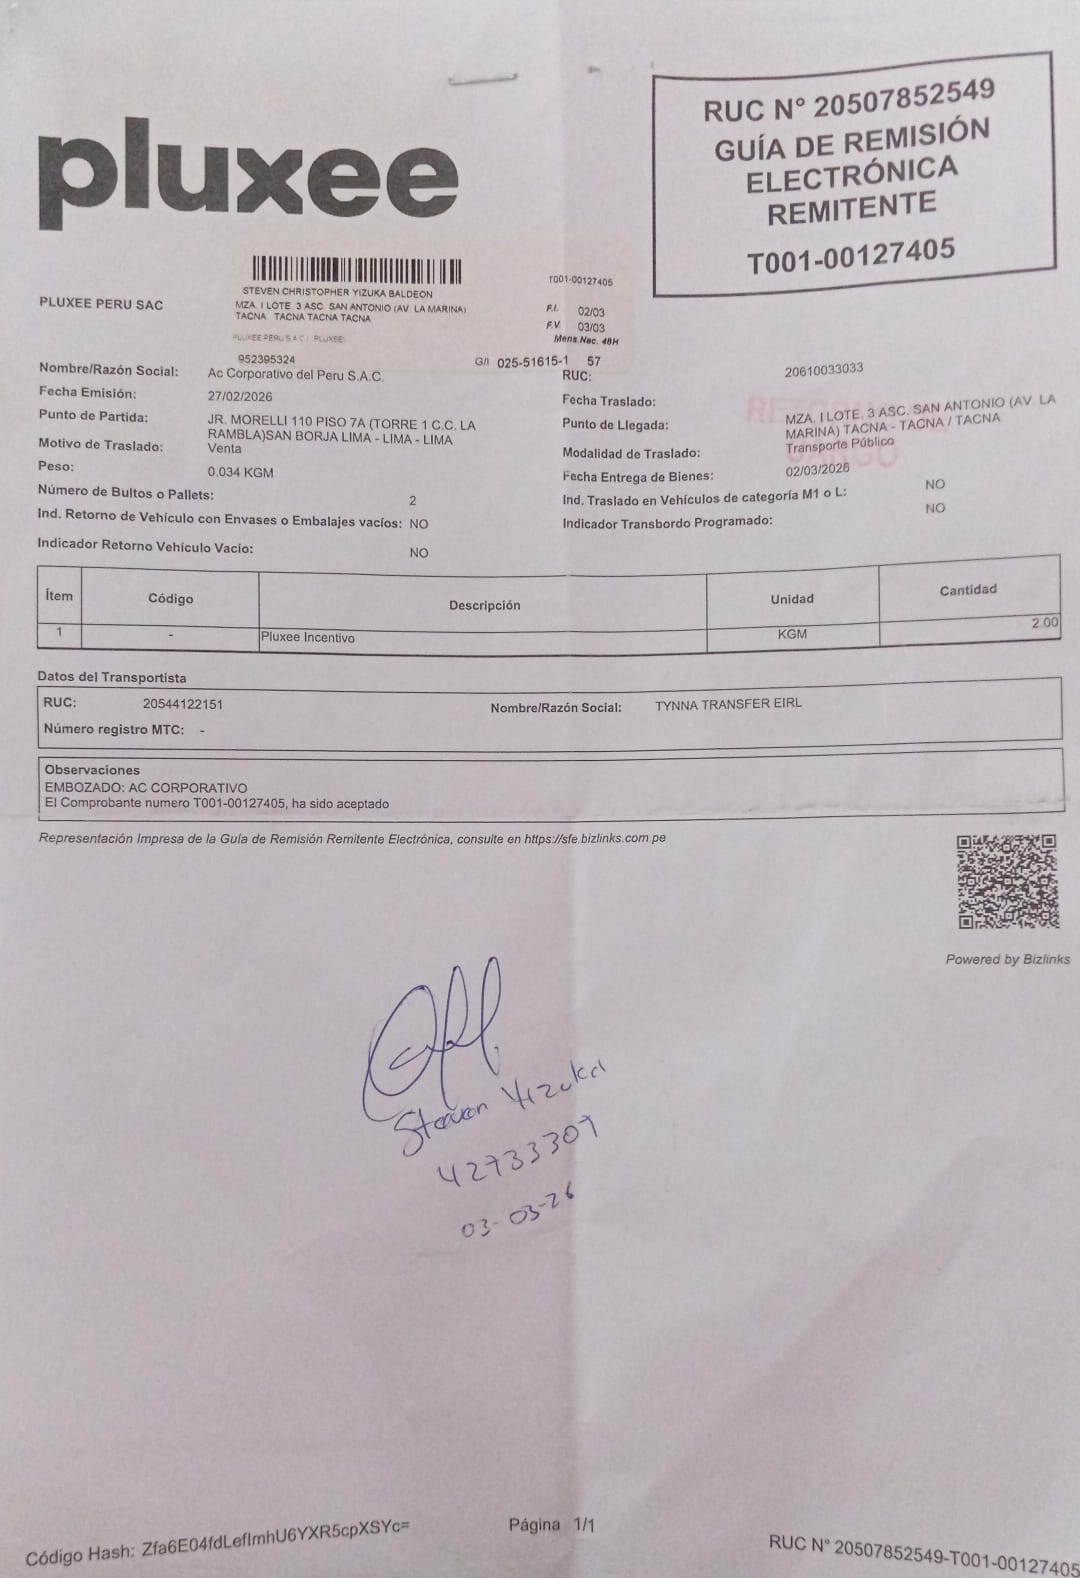 pluxee
RUC N° 20507852549
GUÍA DE REMISIÓN
ELECTRÓNICA
REMITENTE
T001-00127405
PLUXEE PERU SAC
STEVEN CHRISTOPHER YIZUKA BALDEON
MZA. I LOTE. 3 ASC. SAN ANTONIO (AV. LA MARINA)
TACNA TACNA TACNA TACNA
PLUXEE PERU S A C / PLUXEE
952395324
T001-00127405
F.I. 02/03
F.V. 03/03
Mens.Nac. 48H
G/I 025-51615-1 57
Nombre/Razón Social: Ac Corporativo del Peru S.A.C.
RUC: 20610033033
Fecha Emisión: 27/02/2026
Fecha Traslado:
Punto de Partida: JR. MORELLI 110 PISO 7A (TORRE 1 C.C. LA
RAMBLA)SAN BORJA LIMA - LIMA - LIMA
Punto de Llegada: MZA. I LOTE. 3 ASC. SAN ANTONIO (AV. LA
MARINA) TACNA - TACNA / TACNA
Motivo de Traslado: Venta
Modalidad de Traslado: Transporte Público
Peso: 0.034 KGM
Fecha Entrega de Bienes: 02/03/2026
Número de Bultos o Pallets: 2
Ind. Traslado en Vehículos de categoría M1 o L: NO
Ind. Retorno de Vehículo con Envases o Embalajes vacíos: NO
Indicador Transbordo Programado: NO
Indicador Retorno Vehículo Vacío: NO
CARGO
Ítem Código Descripción Unidad Cantidad
1 - Pluxee Incentivo KGM 2.00
Datos del Transportista
RUC: 20544122151 Nombre/Razón Social: TYNNA TRANSFER EIRL
Número registro MTC: -
Observaciones
EMBOZADO: AC CORPORATIVO
El Comprobante numero T001-00127405, ha sido aceptado
Representación Impresa de la Guía de Remisión Remitente Electrónica, consulte en https://sfe.bizlinks.com.pe
Powered by Bizlinks
Steven Yizuka
42733307
03-03-26
Código Hash: Zfa6E04fdLefImhU6YXR5cpXSYc=
Página 1/1
RUC N° 20507852549-T001-00127405